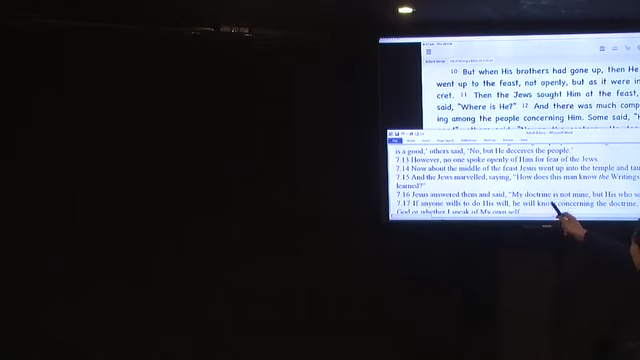 10 But when His brothers had gone up, then He
went up to the feast, not openly, but as it were in
cret. 11 Then the Jews sought Him at the feast,
said, "Where is He?" 12 And there was much comp
ing among the people concerning Him. Some said, "H
is a good,' others said, 'No, but He deceives the people.'
7.13 However, no one spoke openly of Him for fear of the Jews
7.14 Now about the middle of the feast Jesus went up into the temple and tau
7.15 And the Jews marvelled, saying, "How does this man know the Writings
learned?"
7.16 Jesus answered them and said, "My doctrine is not mine, but His who se
7.17 If anyone wills to do His will, he will know concerning the doctrine,
God or whether I speak of My own self